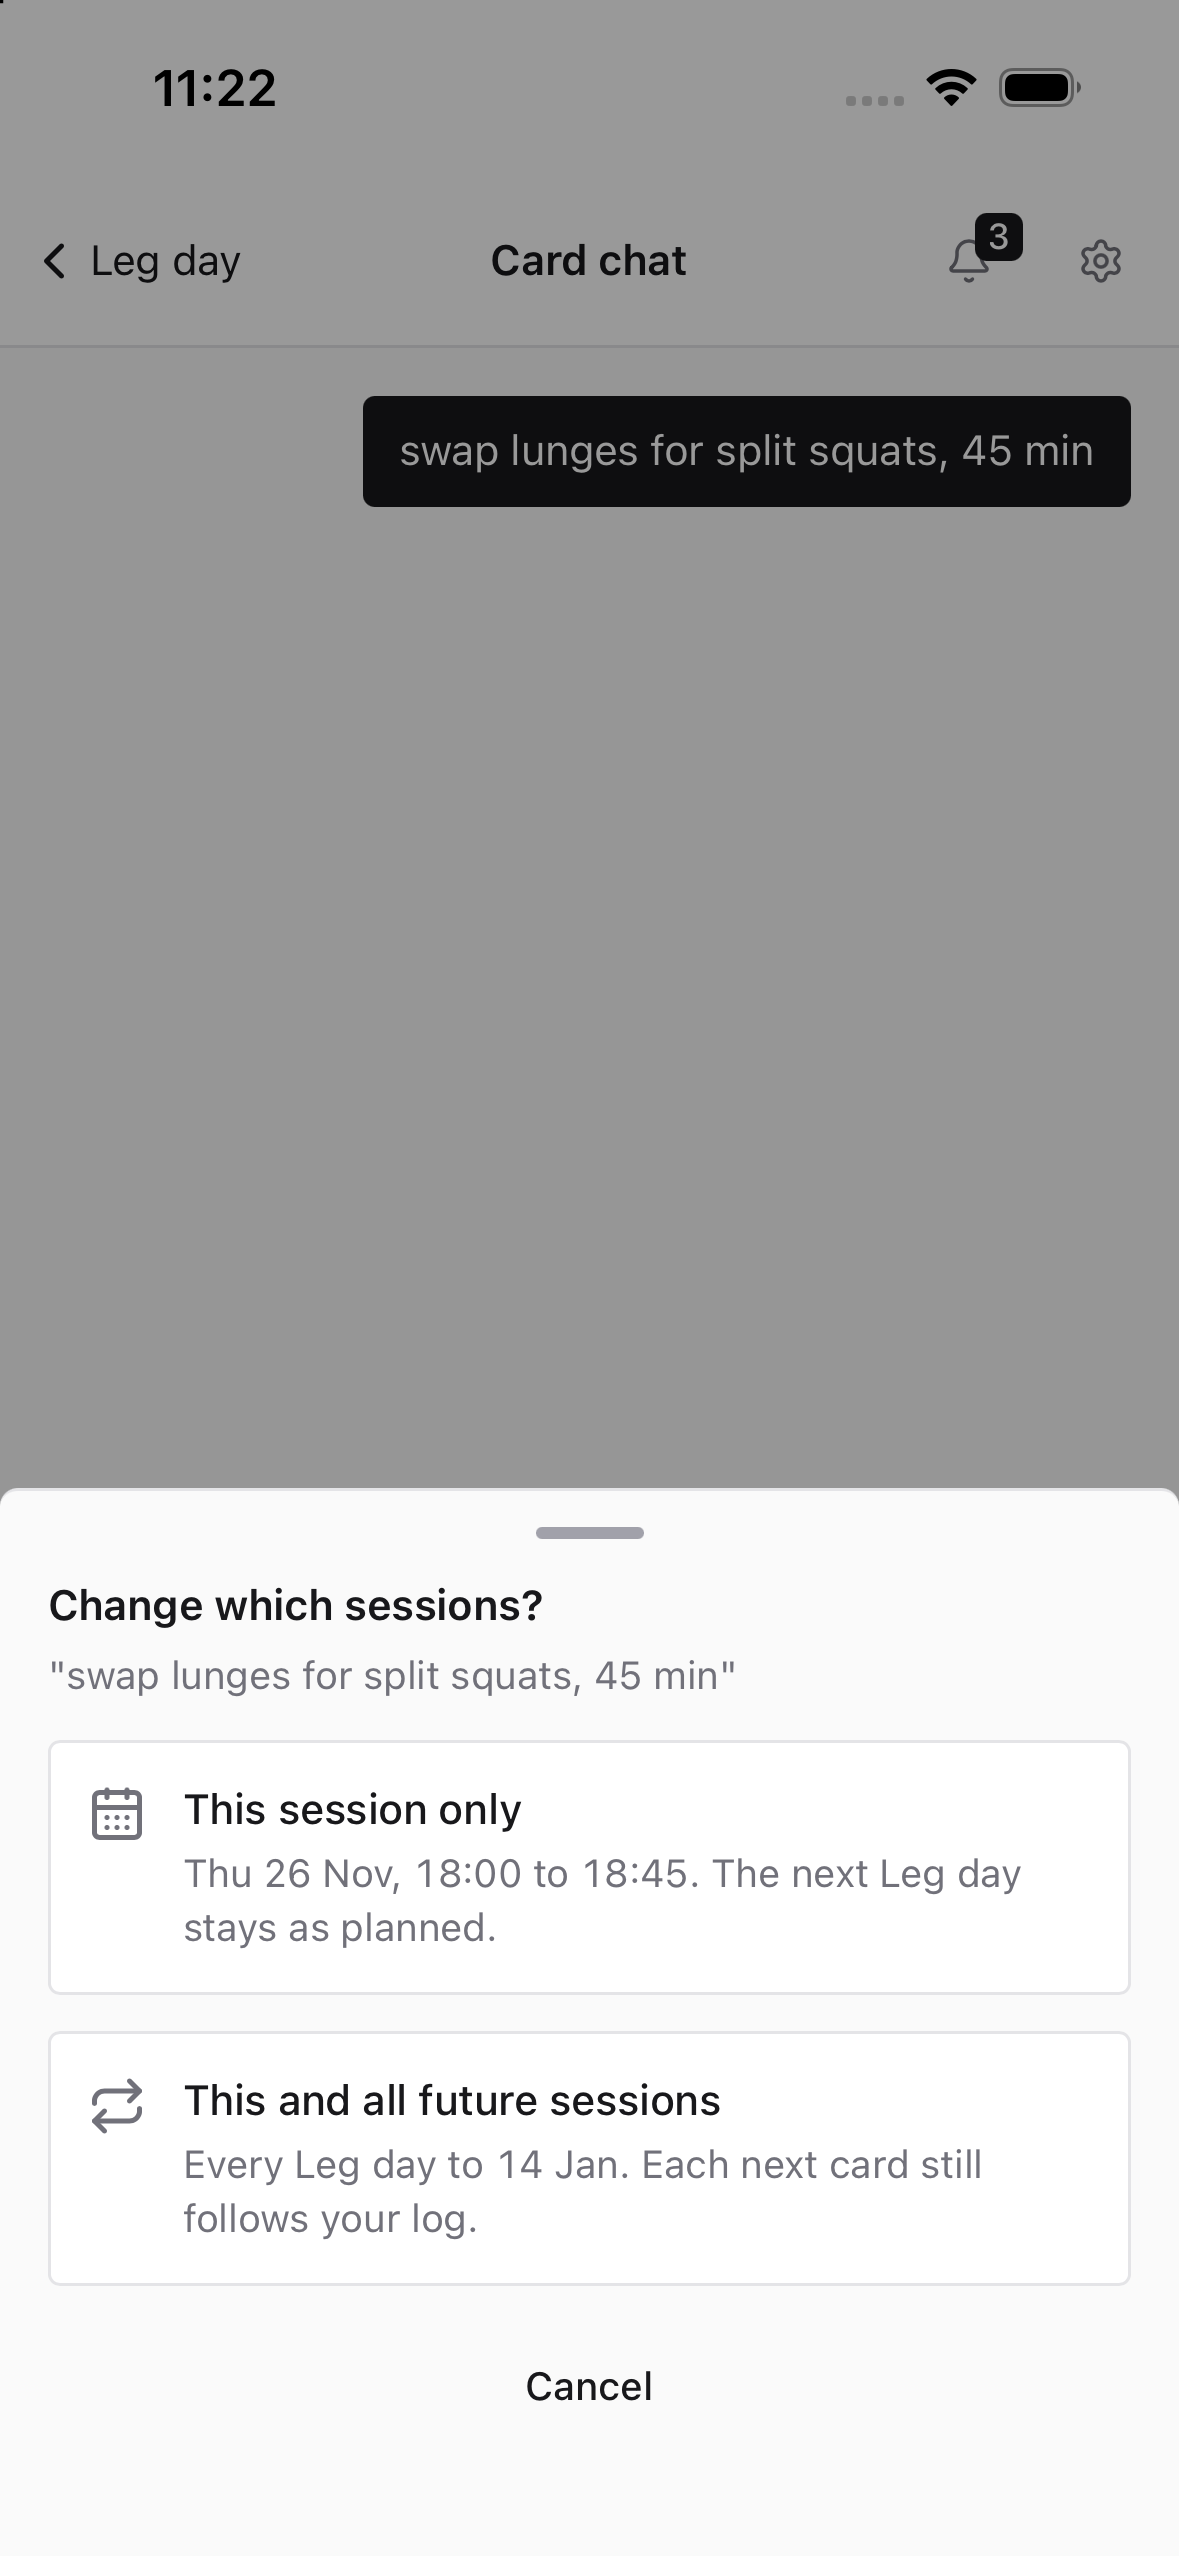 11:22
Leg day
Card chat
3
swap lunges for split squats, 45 min
Change which sessions?
"swap lunges for split squats, 45 min"
This session only
Thu 26 Nov, 18:00 to 18:45. The next Leg day
stays as planned.
This and all future sessions
Every Leg day to 14 Jan. Each next card still
follows your log.
Cancel